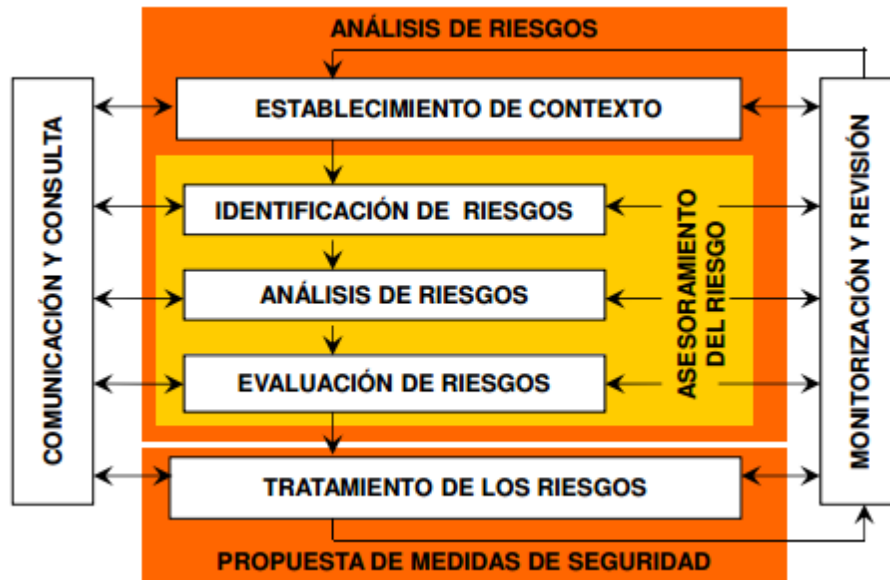 ANÁLISIS DE RIESGOS
ESTABLECIMIENTO DE CONTEXTO
COMUNICACIÓN Y CONSULTA
IDENTIFICACIÓN DE RIESGOS
ANÁLISIS DE RIESGOS
EVALUACIÓN DE RIESGOS
ASESORAMIENTO
DEL RIESGO
MONITORIZACIÓN Y REVISIÓN
TRATAMIENTO DE LOS RIESGOS
PROPUESTA DE MEDIDAS DE SEGURIDAD